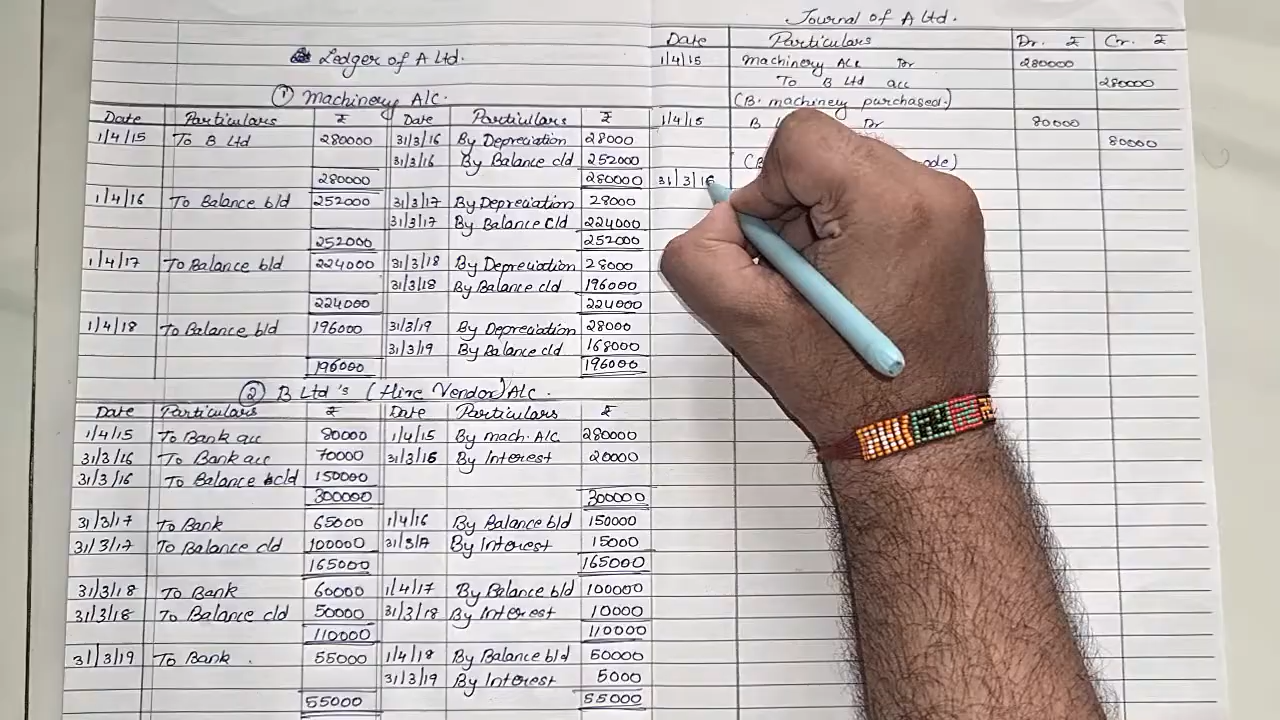 Ledger of A Ltd.
① Machinery A/C.
Date Particulars ₹ Date Particulars ₹
1/4/15 To B Ltd 280000 31/3/16 By Depreciation 28000
31/3/16 By Balance c/d 252000
280000 280000
1/4/16 To Balance b/d 252000 31/3/17 By Depreciation 28000
31/3/17 By Balance c/d 224000
252000 252000
1/4/17 To Balance b/d 224000 31/3/18 By Depreciation 28000
31/3/18 By Balance c/d 196000
224000 224000
1/4/18 To Balance b/d 196000 31/3/19 By Depreciation 28000
31/3/19 By Balance c/d 168000
196000 196000
② B Ltd's (Hire Vendor) A/c.
Date Particulars ₹ Date Particulars ₹
1/4/15 To Bank acc 80000 1/4/15 By mach. A/C 280000
31/3/16 To Bank acc 70000 31/3/16 By Interest 20000
31/3/16 To Balance c/d 150000
300000 300000
31/3/17 To Bank 65000 1/4/16 By Balance b/d 150000
31/3/17 To Balance c/d 100000 31/3/17 By Interest 15000
165000 165000
31/3/18 To Bank 60000 1/4/17 By Balance b/d 100000
31/3/18 To Balance c/d 50000 31/3/18 By Interest 10000
110000 110000
31/3/19 To Bank. 55000 1/4/18 By Balance b/d 50000
31/3/19 By Interest 5000
55000 55000
Journal of A Ltd.
Date Particulars Dr. ₹ Cr. ₹
1/4/15 Machinery Acc Dr 280000
To B Ltd acc 280000
(B. machinery purchased.)
1/4/15 B Dr 80000
80000
31/3/16